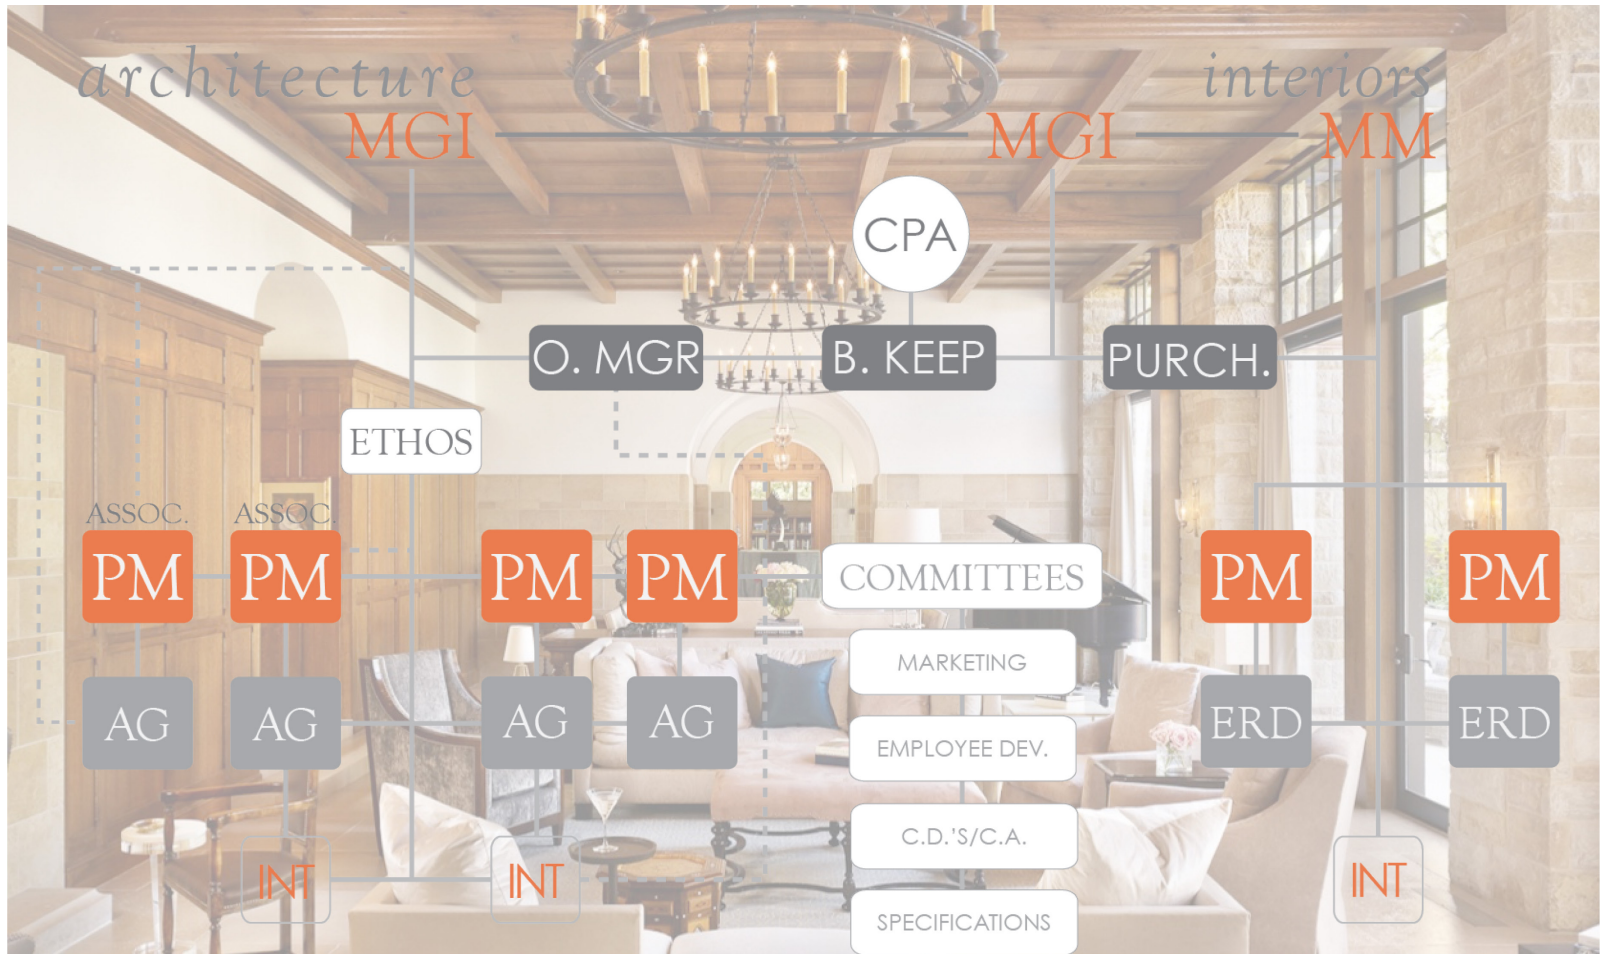 architecture
interiors
MGI
MGI
MM
CPA
O. MGR
B. KEEP
PURCH.
ETHOS
ASSOC.
ASSOC.
PM
PM
PM
PM
COMMITTEES
PM
PM
MARKETING
AG
AG
AG
AG
ERD
ERD
EMPLOYEE DEV.
C.D.'S/C.A.
INT
INT
INT
SPECIFICATIONS